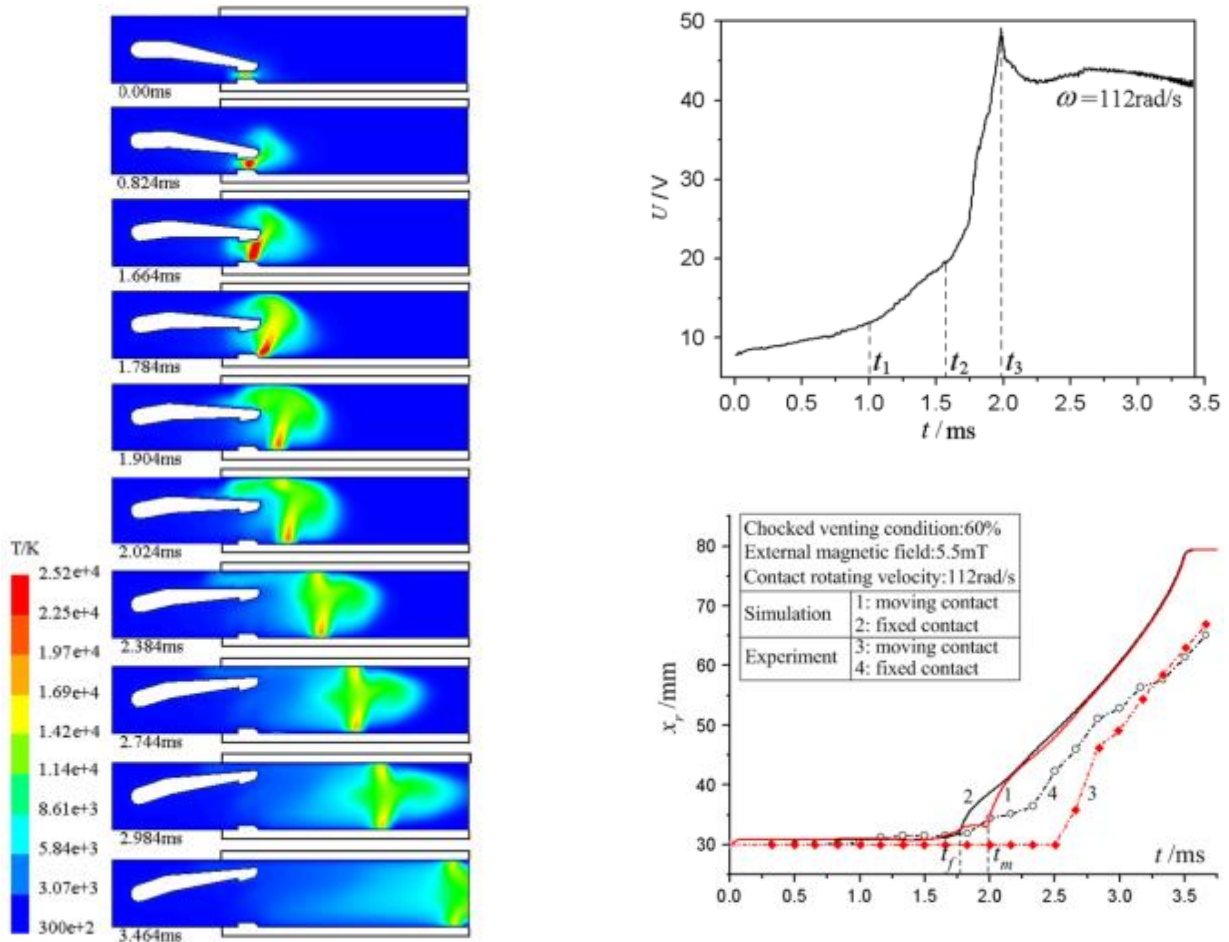 0.00ms
0.824ms
1.664ms
1.784ms
1.904ms
2.024ms
2.384ms
2.744ms
2.984ms
3.464ms
T/K
2.52e+4
2.25e+4
1.97e+4
1.69e+4
1.42e+4
1.14e+4
8.61e+3
5.84e+3
3.07e+3
300e+2
U/V
50
40
30
20
10
ω=112rad/s
t1 t2 t3
0.0 0.5 1.0 1.5 2.0 2.5 3.0 3.5
t / ms
Chocked venting condition:60%
External magnetic field:5.5mT
Contact rotating velocity:112rad/s
Simulation
1: moving contact
2: fixed contact
Experiment
3: moving contact
4: fixed contact
xr/mm
80
70
60
50
40
30
2 1 4 3
tf tm
t / ms
0.0 0.5 1.0 1.5 2.0 2.5 3.0 3.5